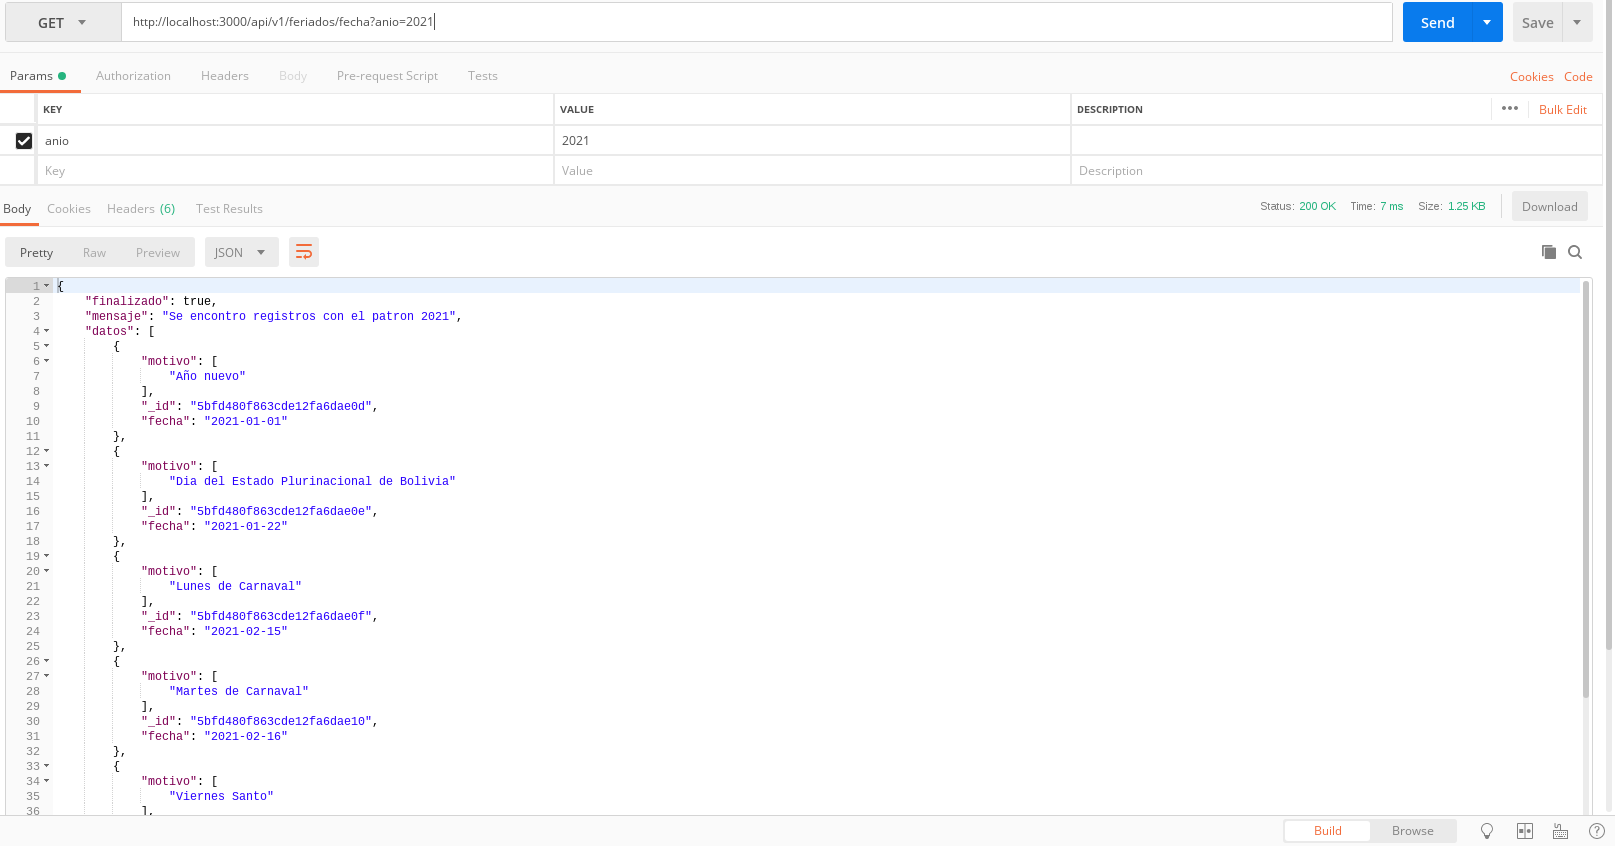 GET http://localhost:3000/api/v1/feriados/fecha?anio=2021 Send Save
Params Authorization Headers Body Pre-request Script Tests Cookies Code
KEY VALUE DESCRIPTION ••• Bulk Edit
anio 2021
Key Value Description
Body Cookies Headers (6) Test Results Status: 200 OK Time: 7 ms Size: 1.25 KB Download
Pretty Raw Preview JSON
1 {
2 "finalizado": true,
3 "mensaje": "Se encontro registros con el patron 2021",
4 "datos": [
5 {
6 "motivo": [
7 "Año nuevo"
8 ],
9 "_id": "5bfd480f863cde12fa6dae0d",
10 "fecha": "2021-01-01"
11 },
12 {
13 "motivo": [
14 "Dia del Estado Plurinacional de Bolivia"
15 ],
16 "_id": "5bfd480f863cde12fa6dae0e",
17 "fecha": "2021-01-22"
18 },
19 {
20 "motivo": [
21 "Lunes de Carnaval"
22 ],
23 "_id": "5bfd480f863cde12fa6dae0f",
24 "fecha": "2021-02-15"
25 },
26 {
27 "motivo": [
28 "Martes de Carnaval"
29 ],
30 "_id": "5bfd480f863cde12fa6dae10",
31 "fecha": "2021-02-16"
32 },
33 {
34 "motivo": [
35 "Viernes Santo"
36 ],
Build Browse